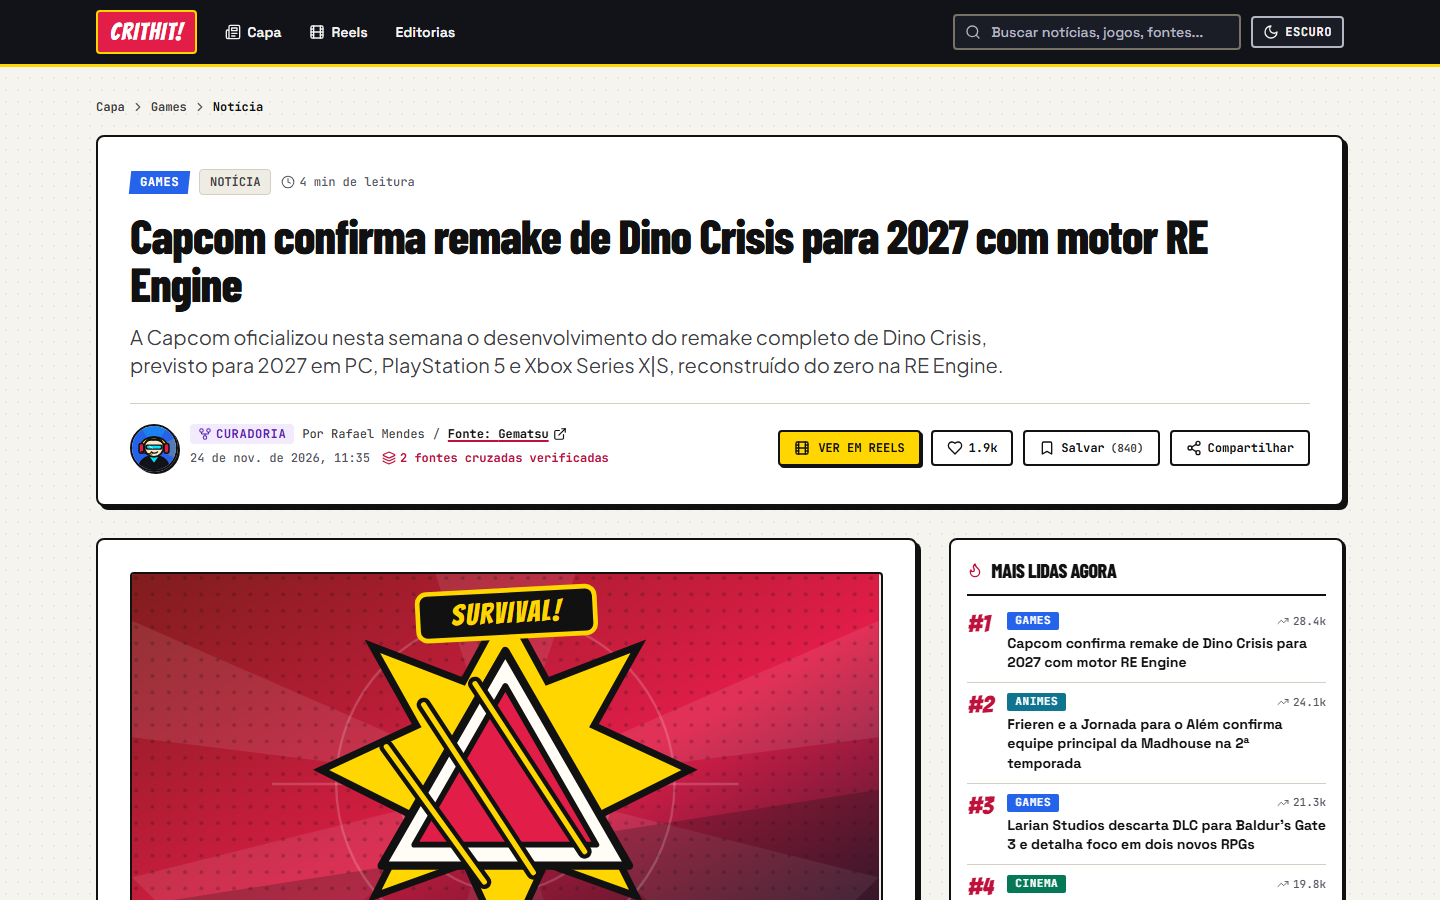 CRITHIT!
Capa
Reels
Editorias
Buscar notícias, jogos, fontes...
ESCURO
Capa > Games > Notícia
GAMES
NOTÍCIA
4 min de leitura
Capcom confirma remake de Dino Crisis para 2027 com motor RE
Engine
A Capcom oficializou nesta semana o desenvolvimento do remake completo de Dino Crisis,
previsto para 2027 em PC, PlayStation 5 e Xbox Series X|S, reconstruído do zero na RE Engine.
CURADORIA
Por Rafael Mendes / Fonte: Gematsu
24 de nov. de 2026, 11:35
2 fontes cruzadas verificadas
VER EM REELS
1.9k
Salvar (840)
Compartilhar
SURVIVAL!
MAIS LIDAS AGORA
#1
GAMES
28.4k
Capcom confirma remake de Dino Crisis para
2027 com motor RE Engine
#2
ANIMES
24.1k
Frieren e a Jornada para o Além confirma
equipe principal da Madhouse na 2ª
temporada
#3
GAMES
21.3k
Larian Studios descarta DLC para Baldur's Gate
3 e detalha foco em dois novos RPGs
#4
CINEMA
19.8k